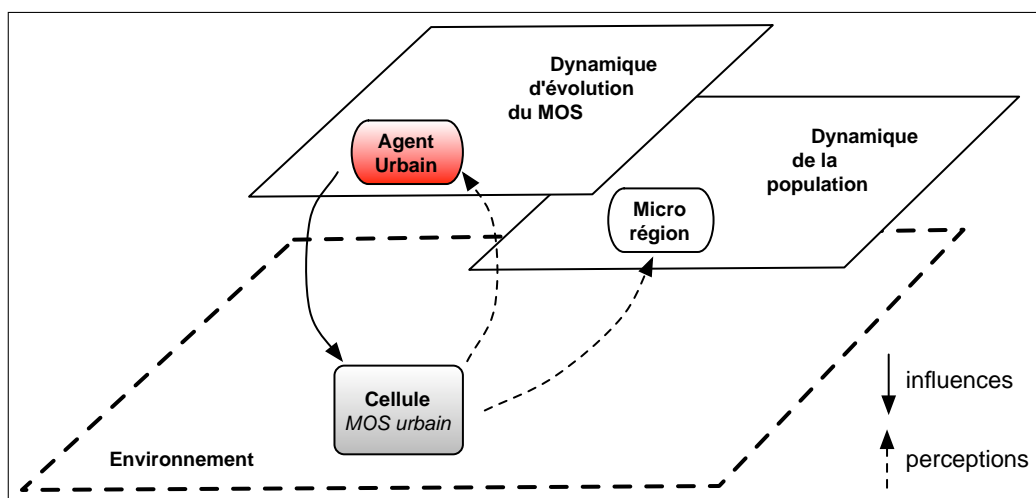 Dynamique
d'évolution
du MOS
Agent
Urbain
Dynamique
de la
population
Micro
région
Cellule
MOS urbain
Environnement
influences
perceptions